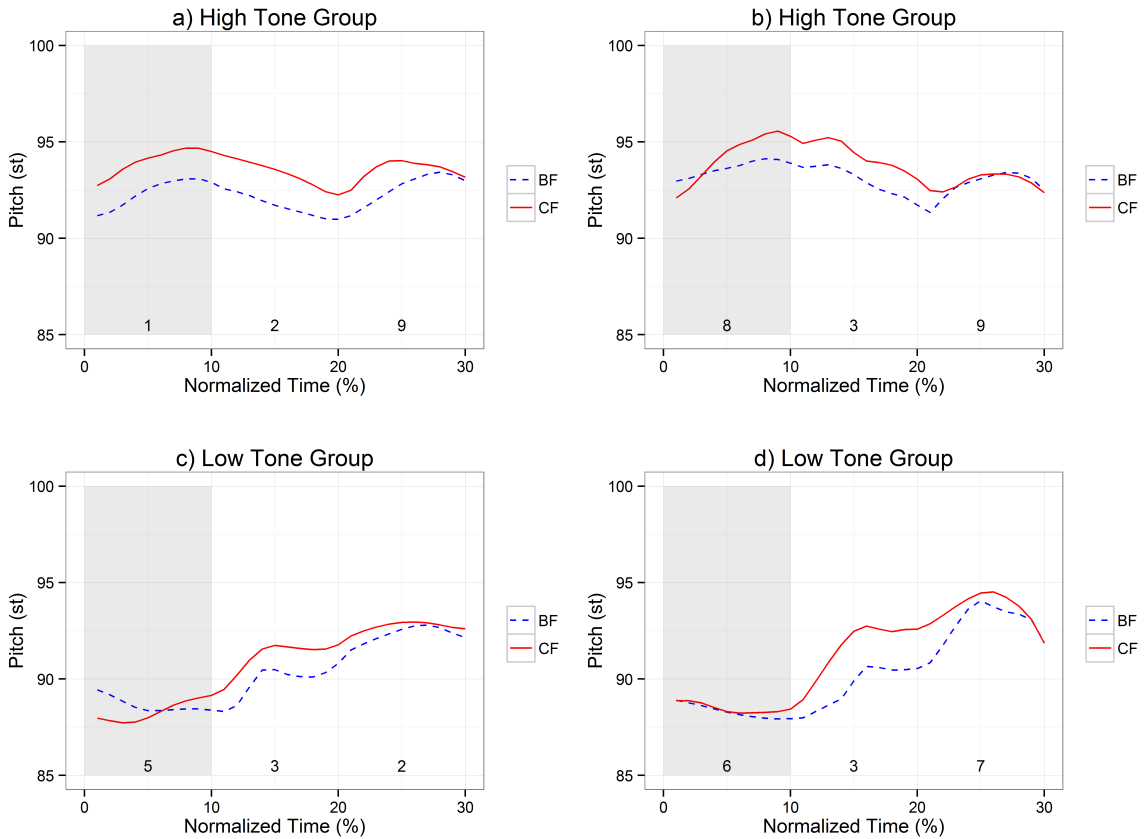 a) High Tone Group
Pitch (st)
100
95
90
85
1 2 9
0 10 20 30
Normalized Time (%)
BF
CF
b) High Tone Group
Pitch (st)
100
95
90
85
8 3 9
0 10 20 30
Normalized Time (%)
BF
CF
c) Low Tone Group
Pitch (st)
100
95
90
85
5 3 2
0 10 20 30
Normalized Time (%)
BF
CF
d) Low Tone Group
Pitch (st)
100
95
90
85
6 3 7
0 10 20 30
Normalized Time (%)
BF
CF